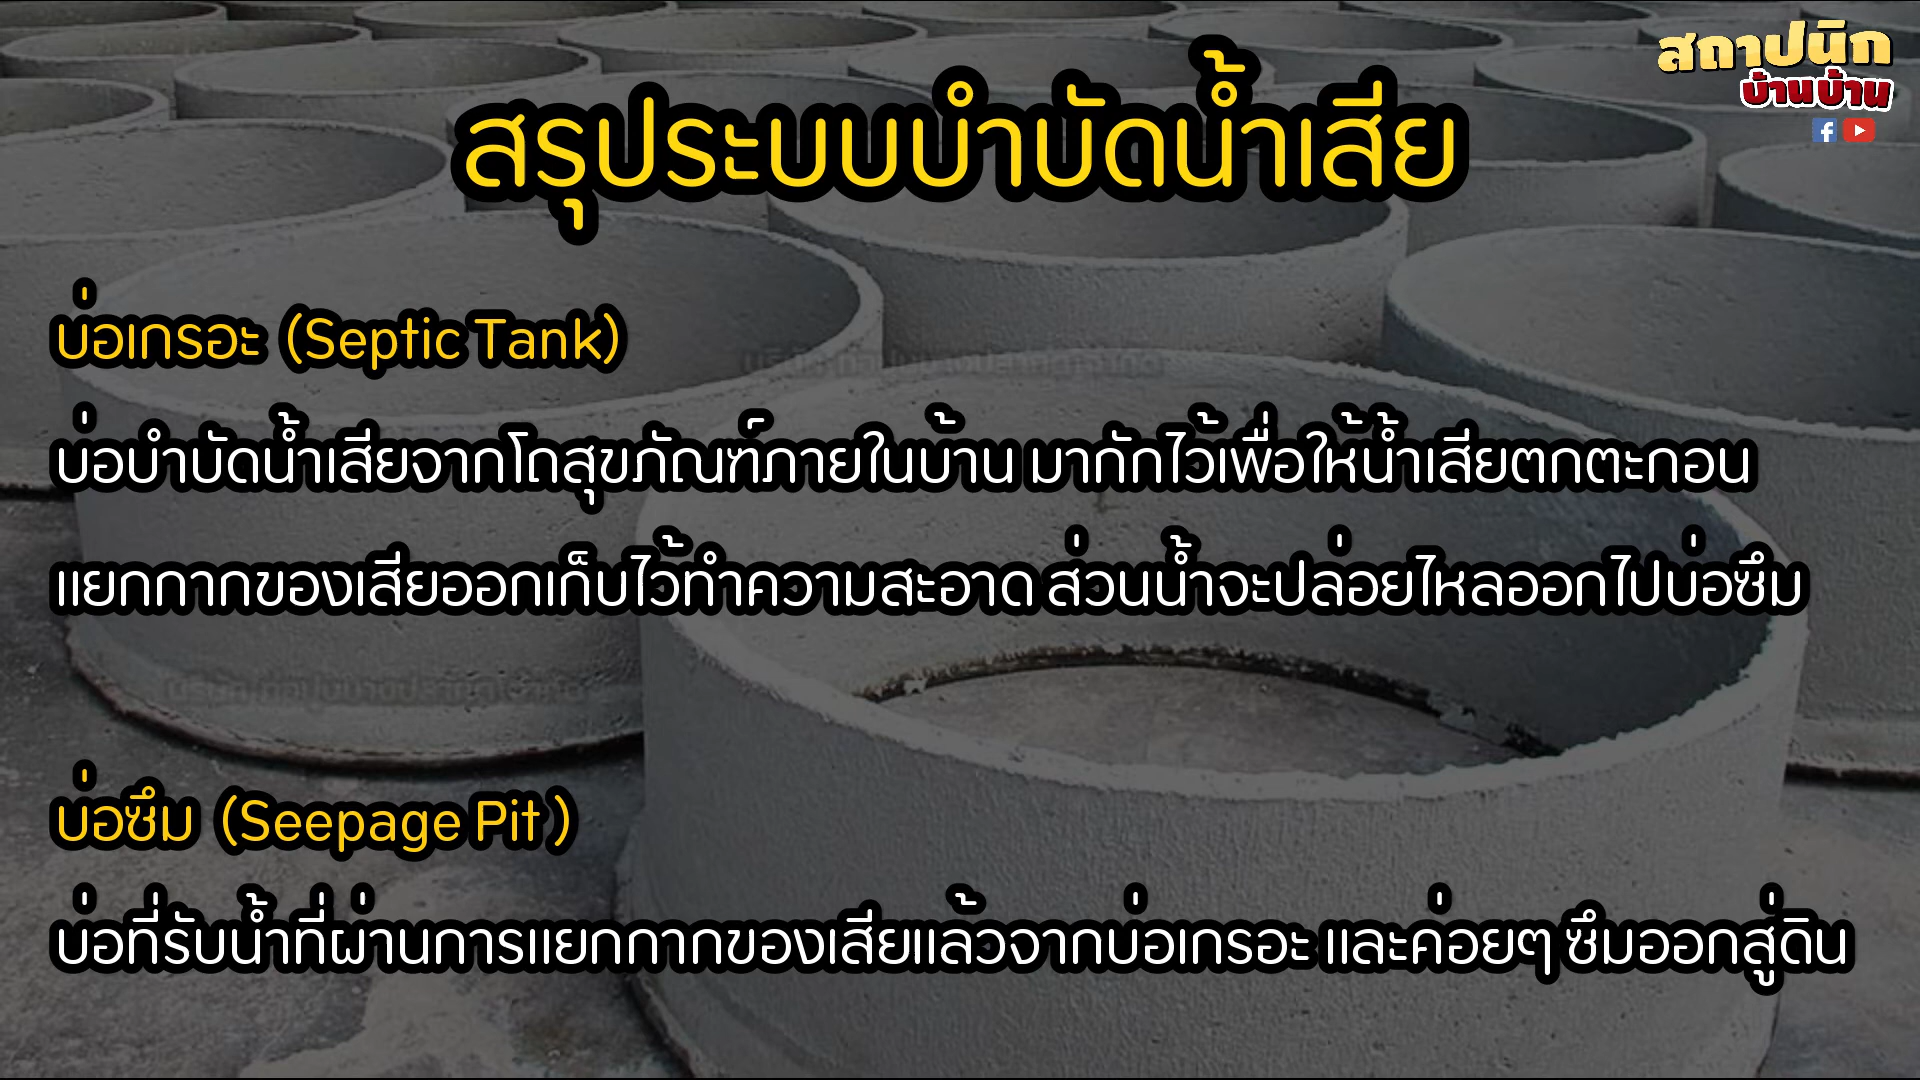 สถาปนิก
บ้านบ้าน
สรุประบบบำบัดน้ำเสีย
บ่อเกรอะ (Septic Tank)
บ่อบำบัดน้ำเสียจากโถสุขภัณฑ์ภายในบ้าน มากักไว้เพื่อให้น้ำเสียตกตะกอน
แยกกากของเสียออกเก็บไว้ทำความสะอาด ส่วนน้ำจะปล่อยไหลออกไปบ่อซึม
บ่อซึม (Seepage Pit )
บ่อที่รับน้ำที่ผ่านการแยกกากของเสียแล้วจากบ่อเกรอะ และค่อยๆ ซึมออกสู่ดิน